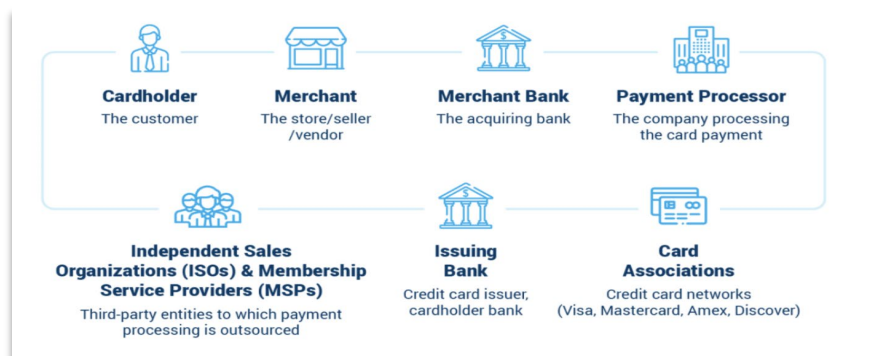 Cardholder
The customer
Merchant
The store/seller
/vendor
Merchant Bank
The acquiring bank
Payment Processor
The company processing
the card payment
Independent Sales
Organizations (ISOs) & Membership
Service Providers (MSPs)
Third-party entities to which payment
processing is outsourced
Issuing
Bank
Credit card issuer,
cardholder bank
Card
Associations
Credit card networks
(Visa, Mastercard, Amex, Discover)